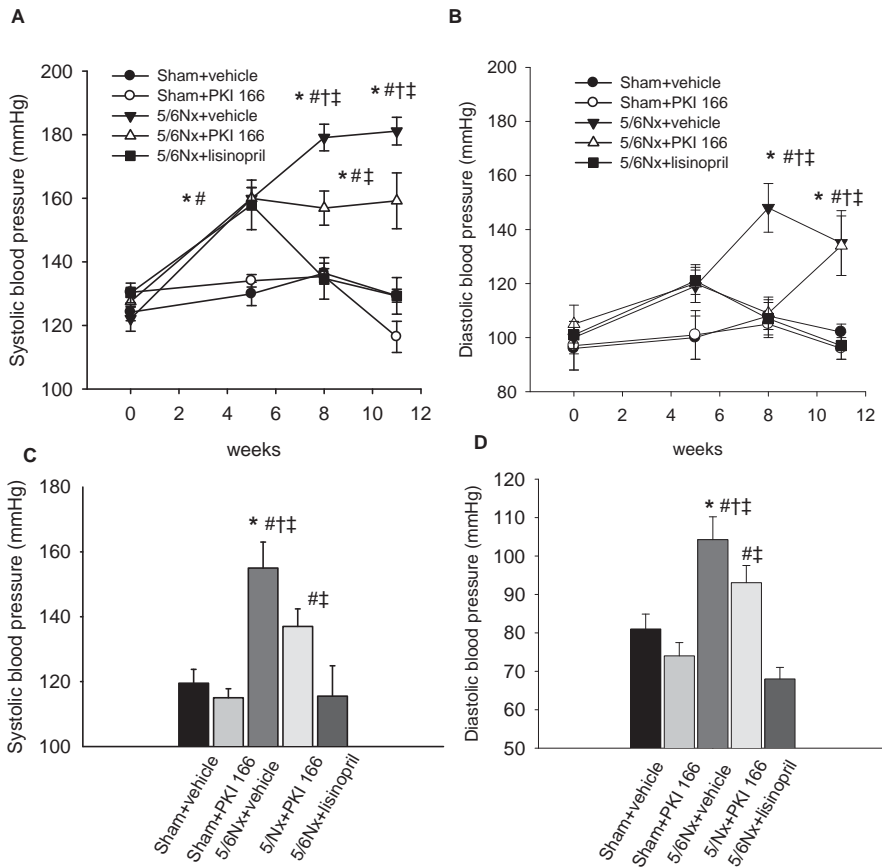 A
Systolic blood pressure (mmHg)
200
180
160
140
120
100
Sham+vehicle
Sham+PKI 166
5/6Nx+vehicle
5/6Nx+PKI 166
5/6Nx+lisinopril
* #
* #†‡
* #†‡
* #‡
0 2 4 6 8 10 12
weeks
B
Diastolic blood pressure (mmHg)
200
180
160
140
120
100
80
Sham+vehicle
Sham+PKI 166
5/6Nx+vehicle
5/6Nx+PKI 166
5/6Nx+lisinopril
* #†‡
* #†‡
0 2 4 6 8 10 12
weeks
C
Systolic blood pressure (mmHg)
180
160
140
120
100
* #†‡
#‡
Sham+vehicle
Sham+PKI 166
5/6Nx+vehicle
5/Nx+PKI 166
5/6Nx+lisinopril
D
Diastolic blood pressure (mmHg)
120
110
100
90
80
70
60
50
* #†‡
#‡
Sham+vehicle
Sham+PKI 166
5/6Nx+vehicle
5/Nx+PKI 166
5/6Nx+lisinopril